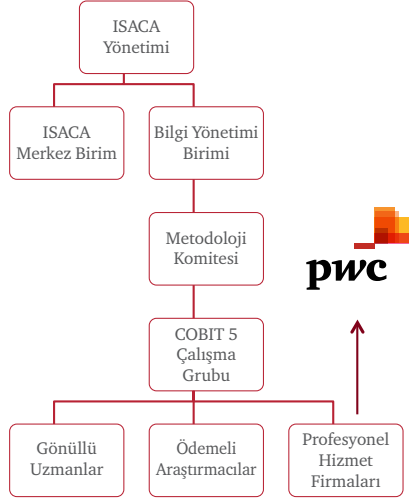 ISACA
Yönetimi
ISACA
Merkez Birim
Bilgi Yönetimi
Birimi
Metodoloji
Komitesi
pwc
COBIT 5
Çalışma
Grubu
Gönüllü
Uzmanlar
Ödemeli
Araştırmacılar
Profesyonel
Hizmet
Firmaları